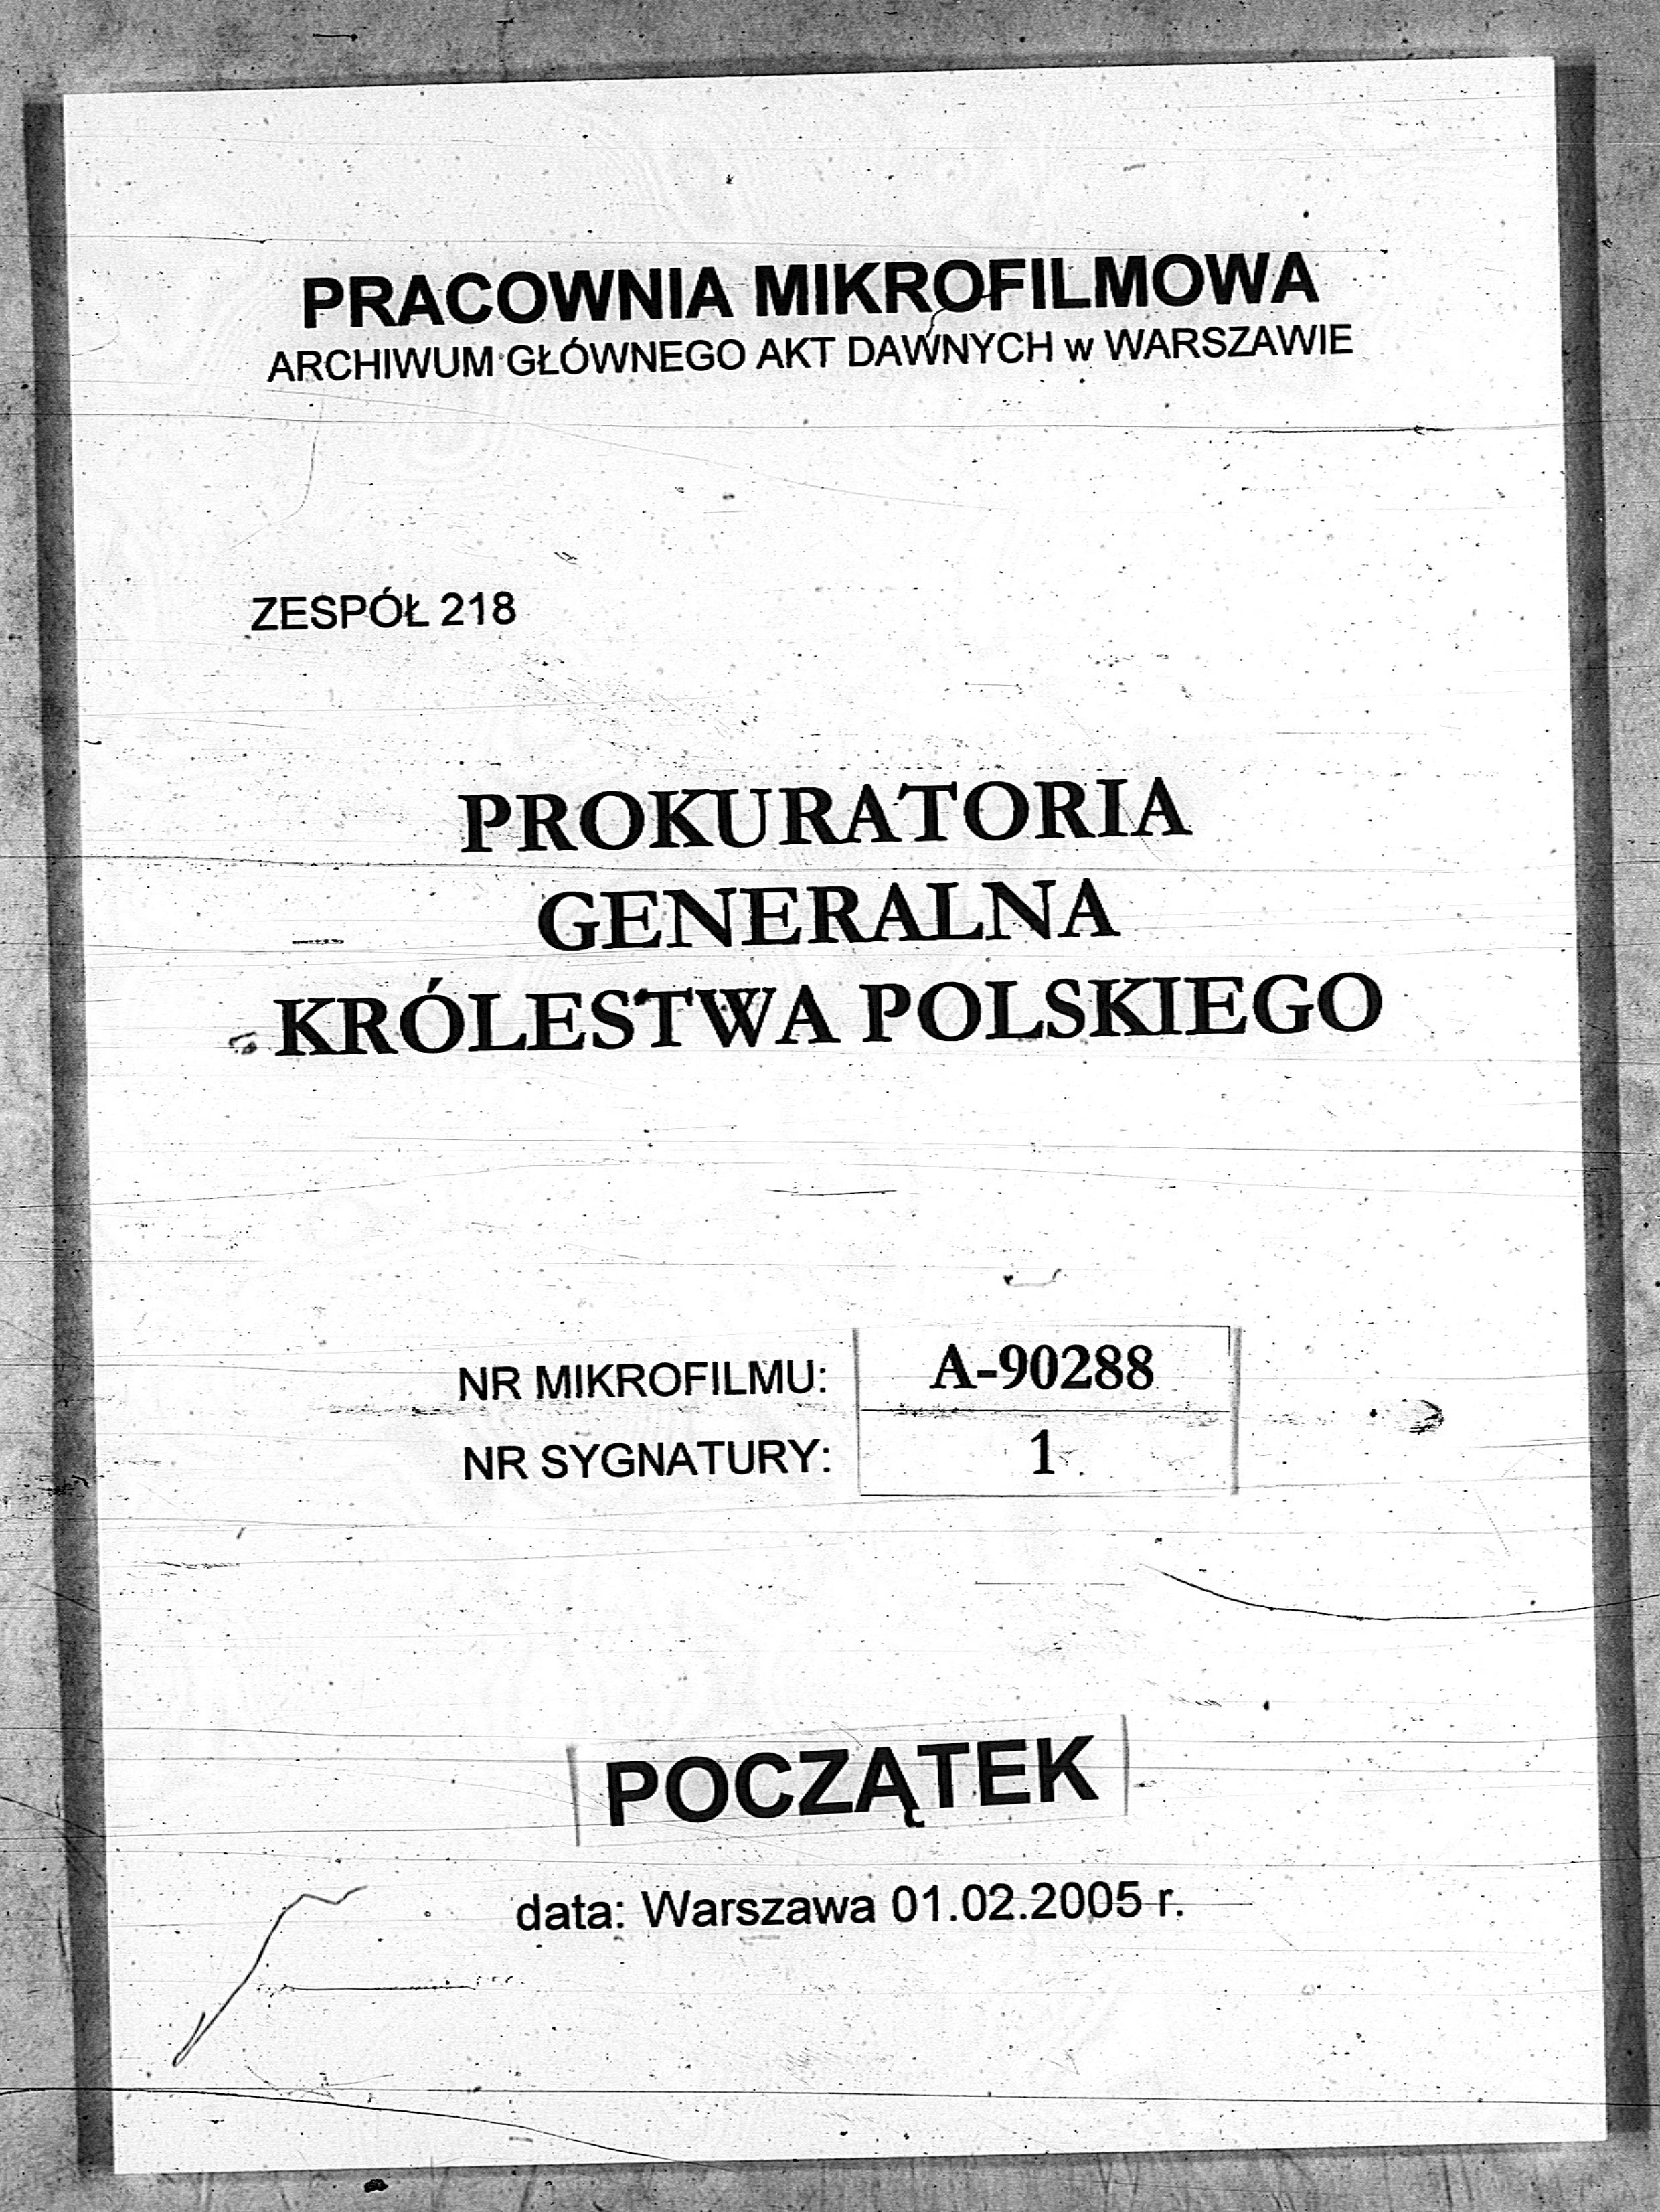 PRACOWNIA MIKROFILMOWA
ARCHIWUM GŁÓWNEGO AKT DAWNYCH w WARSZAWIE
ZESPÓŁ 218
PROKURATORIA
GENERALNA
KRÓLESTWA POLSKIEGO
NR MIKROFILMU: A-90288
NR SYGNATURY: 1
POCZĄTEK
data: Warszawa 01.02.2005 r.